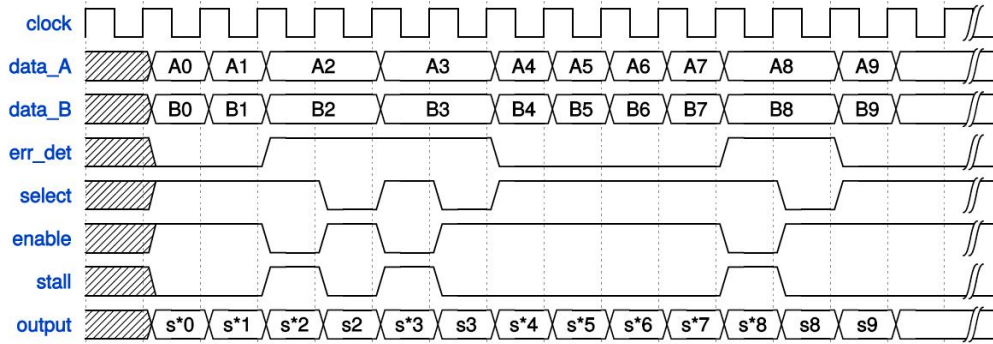 clock
data_A A0 A1 A2 A3 A4 A5 A6 A7 A8 A9
data_B B0 B1 B2 B3 B4 B5 B6 B7 B8 B9
err_det
select
enable
stall
output s*0 s*1 s*2 s2 s*3 s3 s*4 s*5 s*6 s*7 s*8 s8 s9